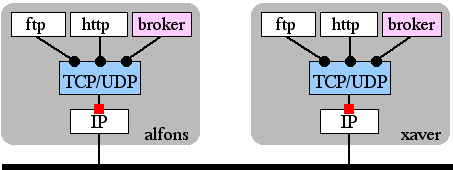 ftp http broker
TCP/UDP
IP
alfons
ftp http broker
TCP/UDP
IP
xaver